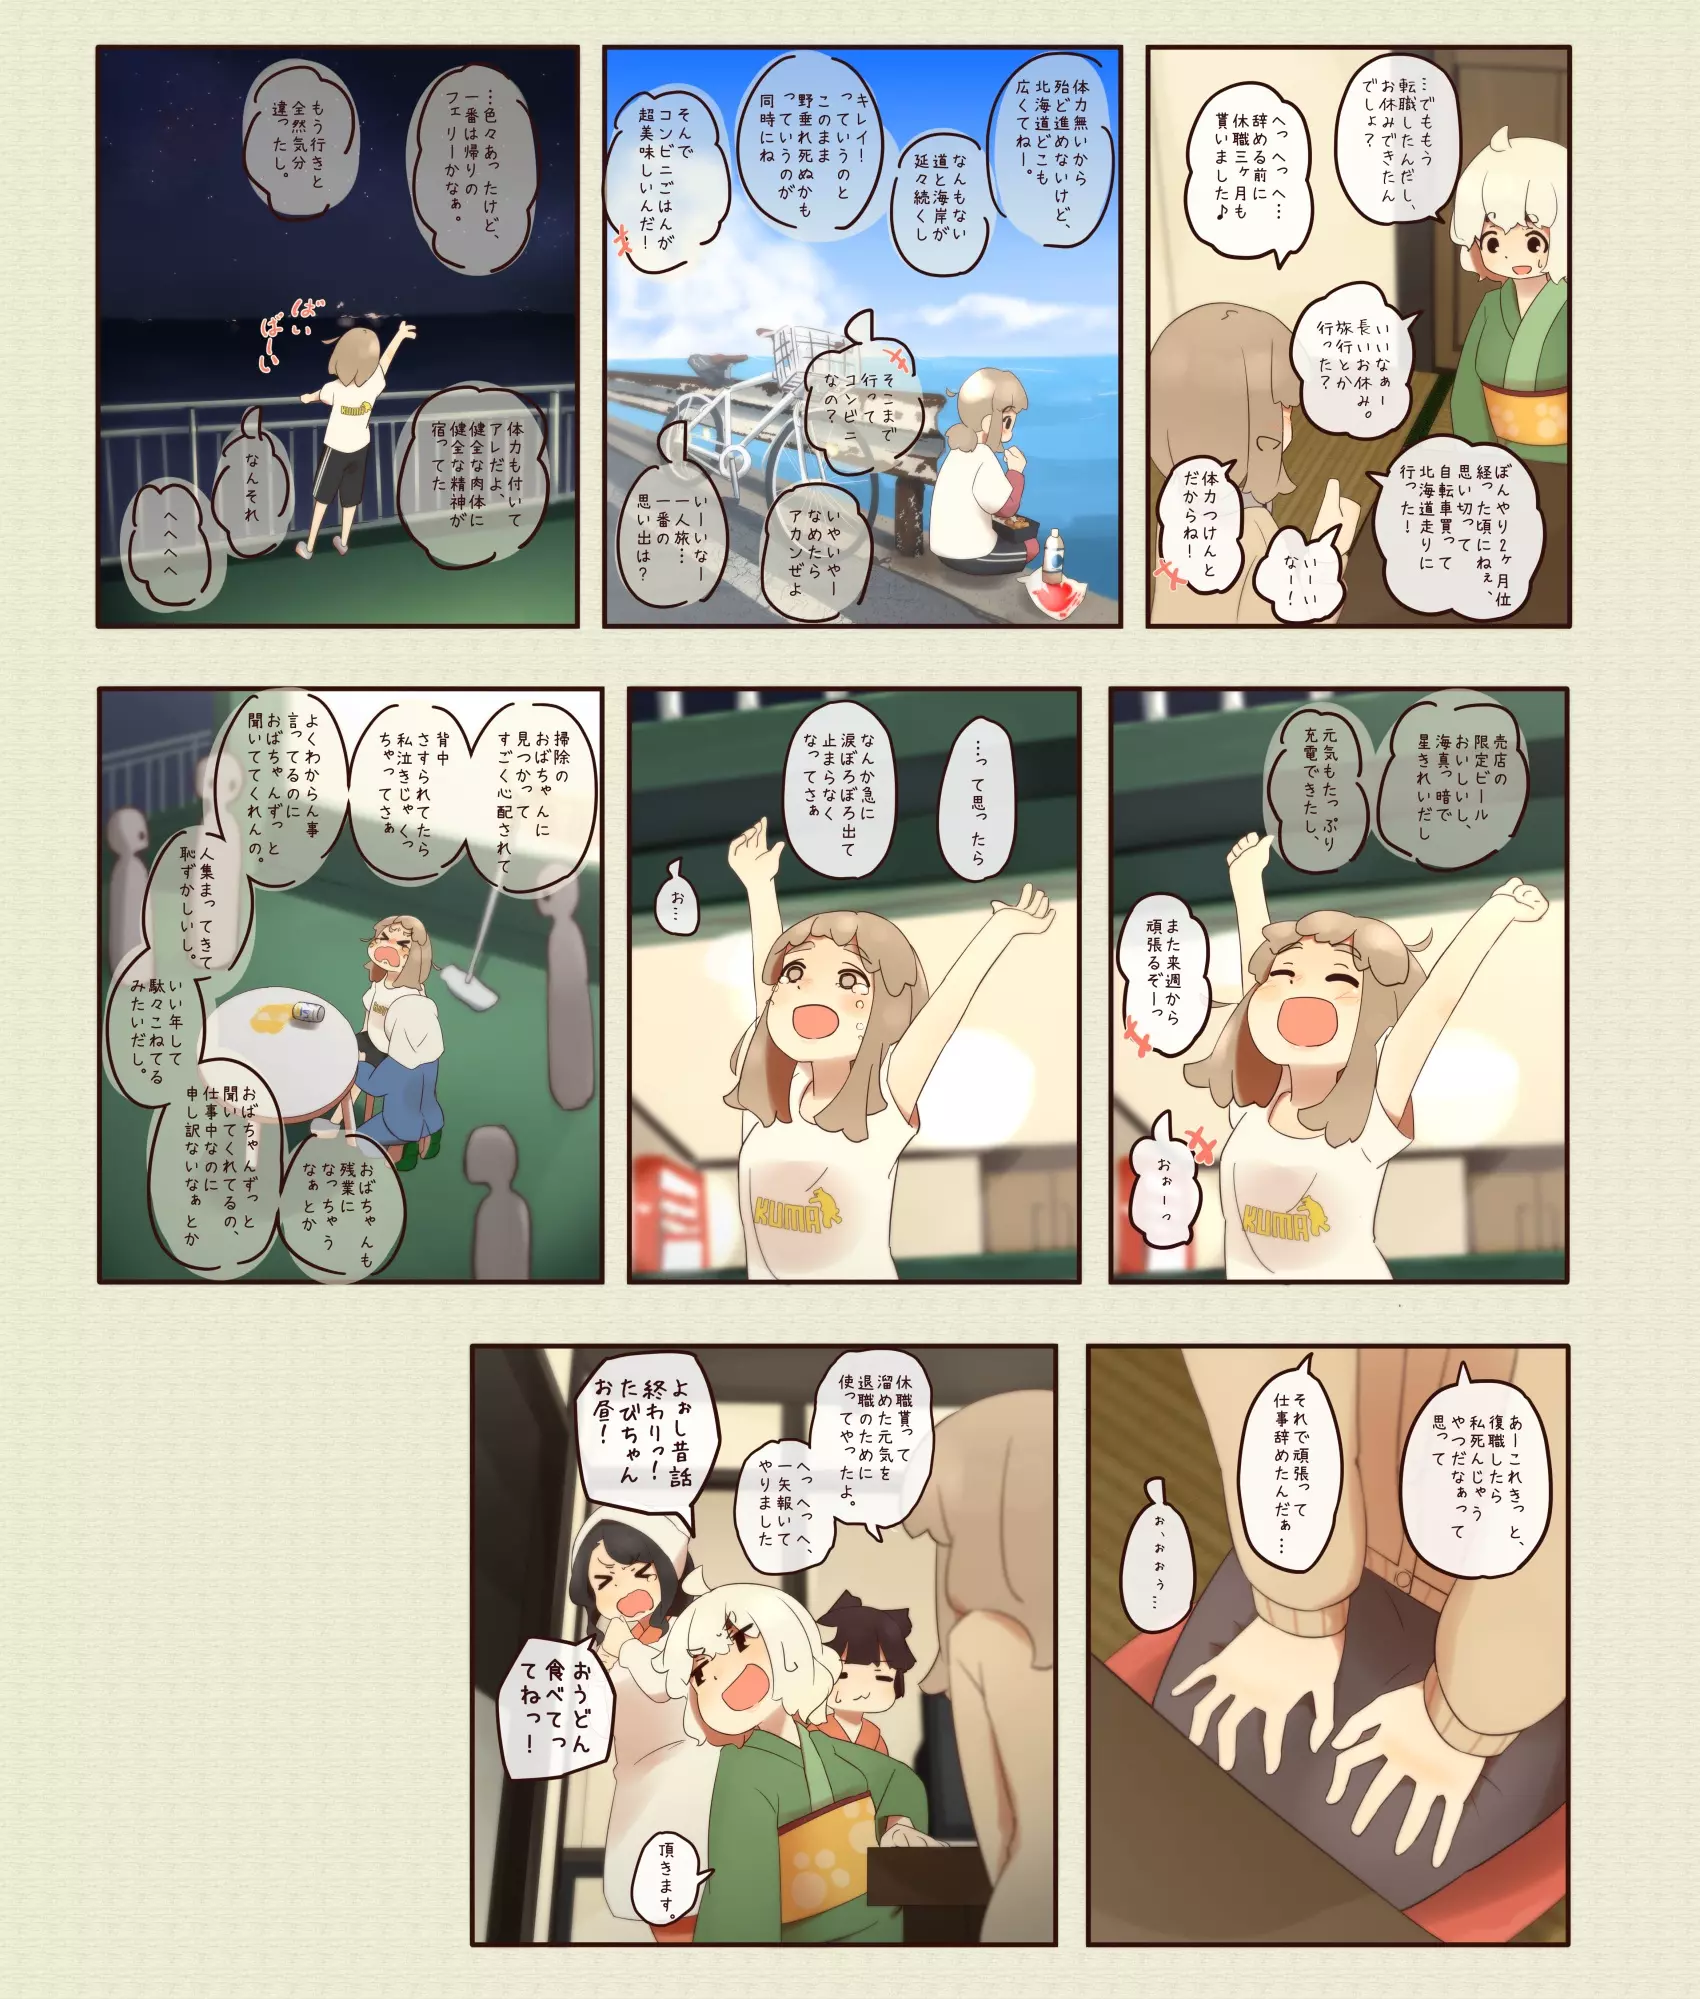 …でももう
転職したんだし、
お休みできたん
でしょ？
へっへっへ…
辞める前に
休職三ヶ月も
貰いました♪
いいなぁー
長いお休み。
旅行とか
行った？
ぼんやり2ヶ月位
経った頃にねぇ、
思い切って
自転車買って
北海道走りに
行った！
いーい
なー！
体力つけんと
だからね！
体力無いから
殆ど進めないけど、
北海道どこも
広くてねー。
なんもない
道と海岸が
延々続くし
キレイ！
っていうのと
このまま
野垂れ死ぬかも
っていうのが
同時にね
そんで
コンビニごはんが
超美味しいんだ！
そこまで
行って
コンビニ
なの？
いやいやー
なめたら
アカンぜよ
いーいなー
一人旅…
一番の
思い出は？
…色々あったけど、
一番は帰りの
フェリーかなぁ。
もう行きと
全然気分
違ったし。
ばい
ばーい
体力も付いて
アレだよ、
健全な肉体に
健全な精神が
宿ってた
なんそれ
へへへへ
KUMA
売店の
限定ビール
おいしいし、
海真っ暗で
星きれいだし
元気もたっぷり
充電できたし、
また来週から
頑張るぞーっ
おぉーっ
KUMA
…って思ったら
なんか急に
涙ぼろぼろ出て
止まらなく
なってさぁ
お…
KUMA
掃除の
おばちゃんに
見つかって
すごく心配されて
背中
さすられてたら
私泣きじゃくっ
ちゃってさぁ
よくわからん事
言ってるのに
おばちゃんずっと
聞いててくれんの。
人集まってきて
恥ずかしいし。
いい年して
駄々こねてる
みたいだし。
おばちゃんずっと
聞いてくれてるの、
仕事中なのに
申し訳ないなぁとか
おばちゃんも
残業に
なっちゃう
なぁとか
あーこれきっと、
復職したら
私死んじゃう
やつだなぁって
思って
それで頑張って
仕事辞めたんだぁ…
ぉ、おぉぅ…
休職貰って
溜めた元気を
退職のために
使ってやったよ。
へっへっへ、
一矢報いて
やりました
よぉし昔話
終わりっ！
たびちゃん
お昼！
おうどん
食べてっ
てねっ！
頂きます。